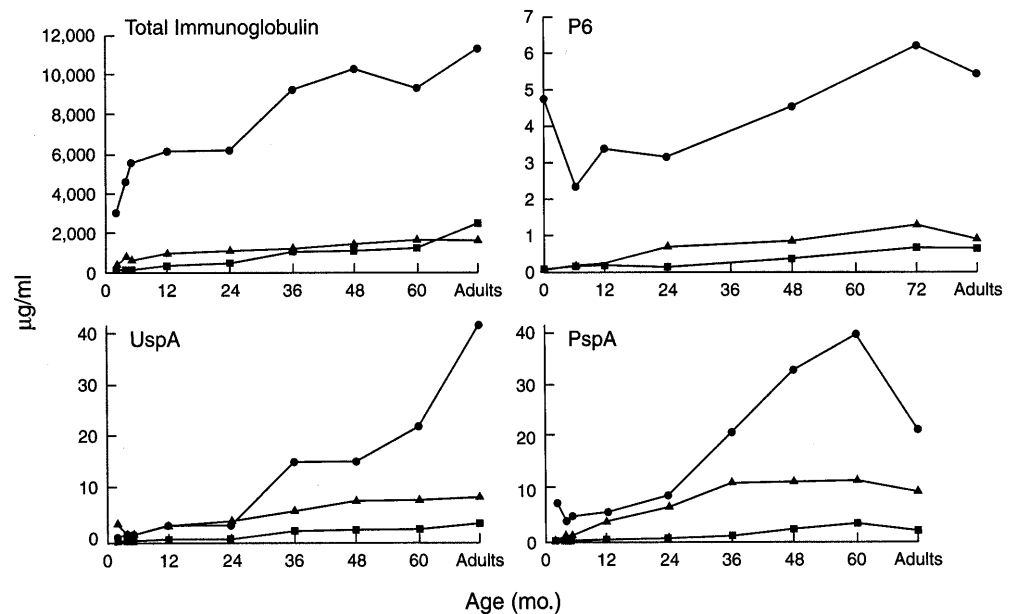 Total Immunoglobulin
12,000
10,000
8,000
6,000
4,000
2,000
0
0 12 24 36 48 60 Adults
P6
7
6
5
4
3
2
1
0
0 12 24 36 48 60 72 Adults
µg/ml
UspA
40
30
20
10
0
0 12 24 36 48 60 Adults
PspA
40
30
20
10
0
0 12 24 36 48 60 Adults
Age (mo.)